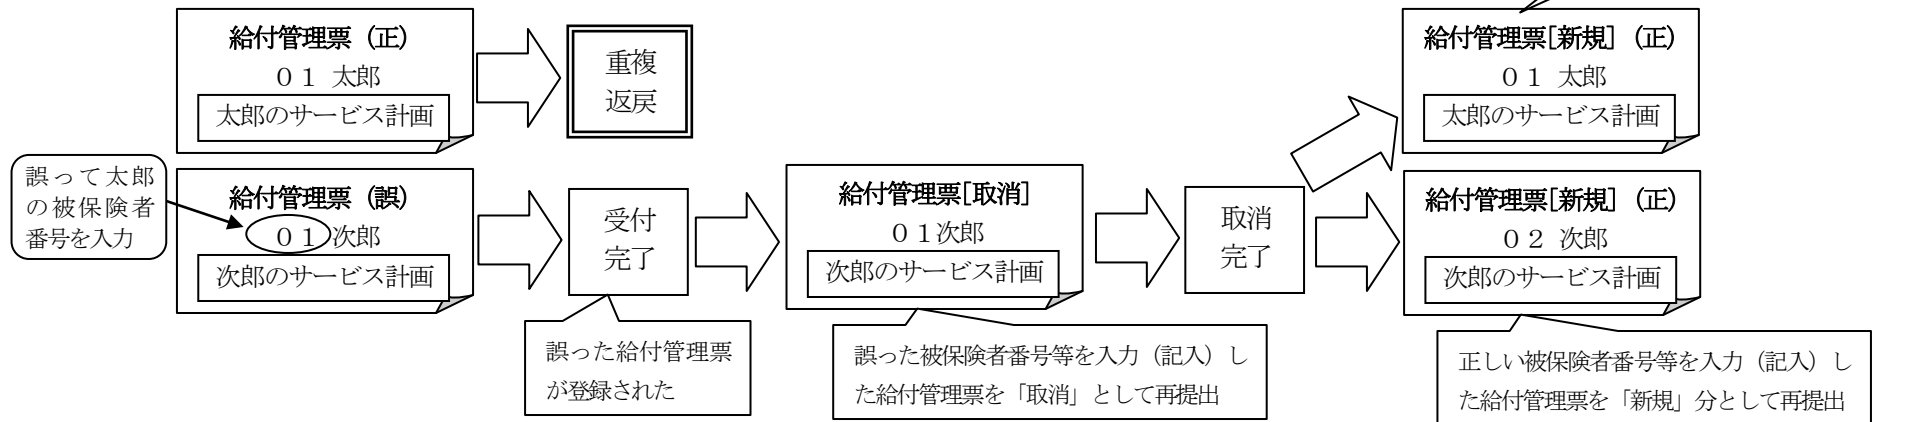 給付管理票（正）
０１ 太郎
太郎のサービス計画
重複
返戻
給付管理票[新規]（正）
０１ 太郎
太郎のサービス計画
誤って太郎
の被保険者
番号を入力
給付管理票（誤）
０１次郎
次郎のサービス計画
受付
完了
給付管理票[取消]
０１次郎
次郎のサービス計画
取消
完了
給付管理票[新規]（正）
０２ 次郎
次郎のサービス計画
誤った給付管理票
が登録された
誤った被保険者番号等を入力（記入）し
た給付管理票を「取消」として再提出
正しい被保険者番号等を入力（記入）し
た給付管理票を「新規」分として再提出